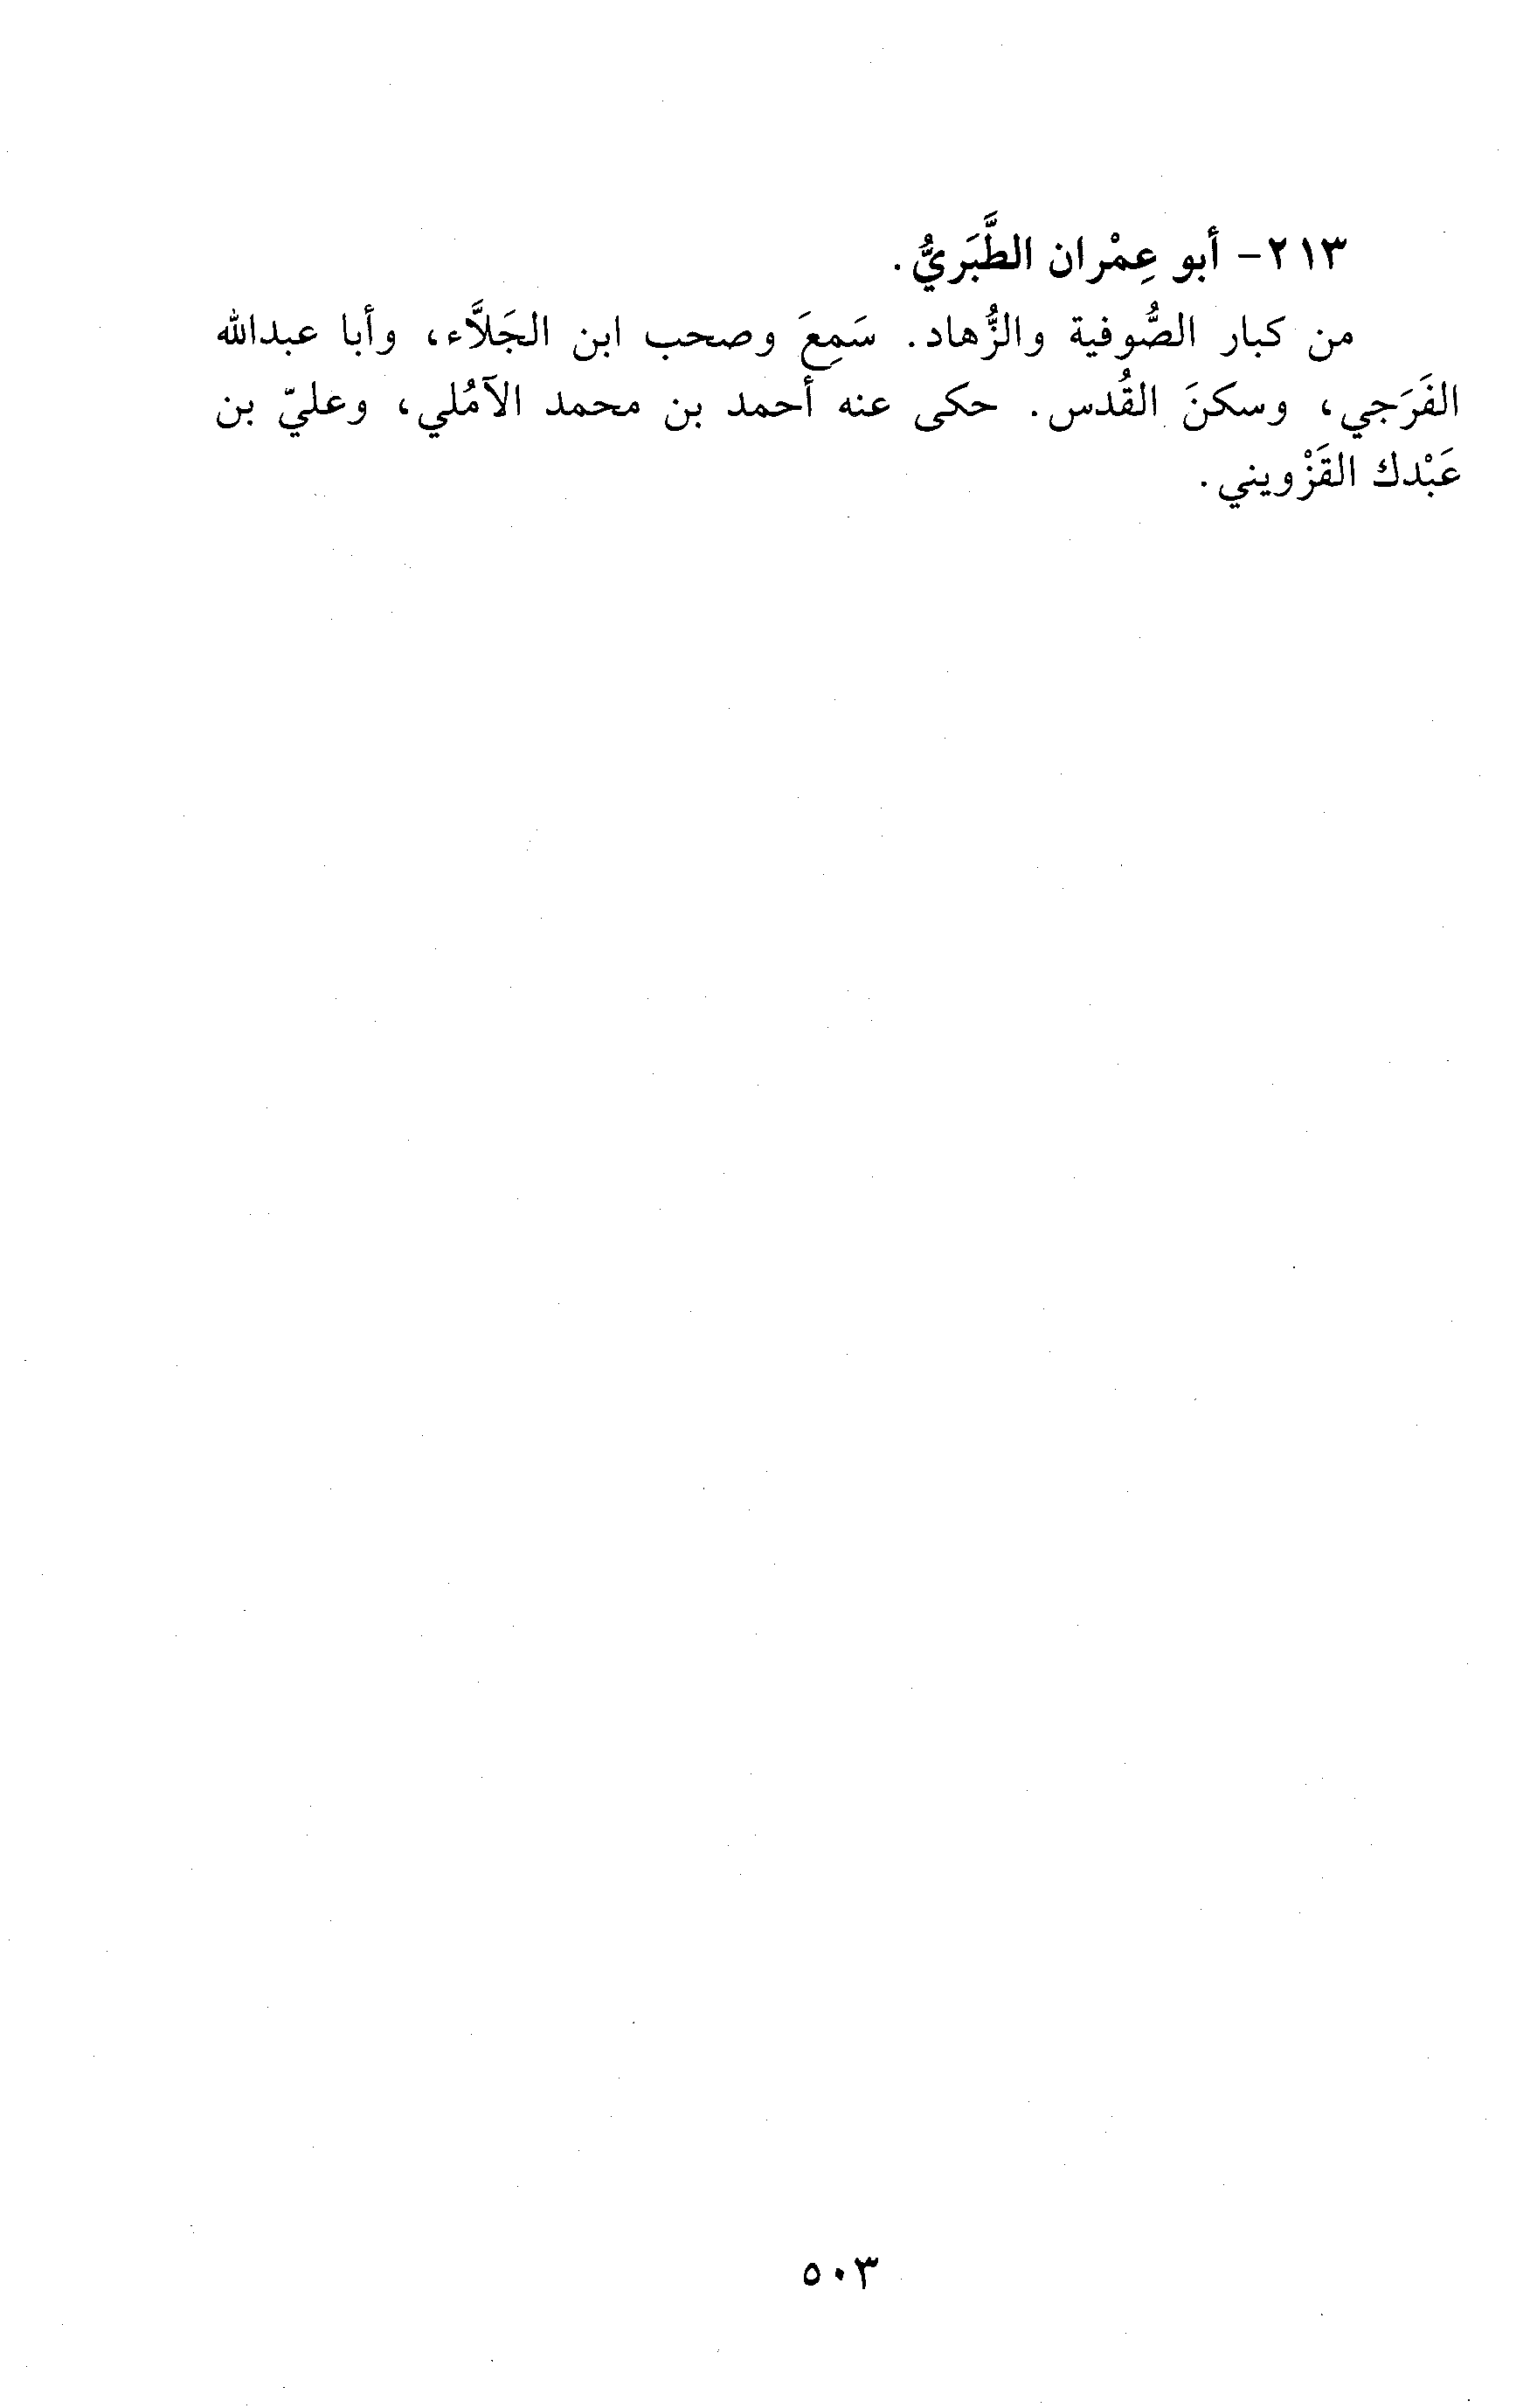 ٢١٣- أبو عِمْران الطَّبَريُّ.
من كبار الصُّوفية والزُّهاد. سَمِعَ وصحب ابن الجَلاَّء، وأبا عبدالله
الفَرَجي، وسكنَ القُدس. حكى عنه أحمد بن محمد الآمُلي، وعليّ بن
عَبْدك القَزْويني.
٥٠٣